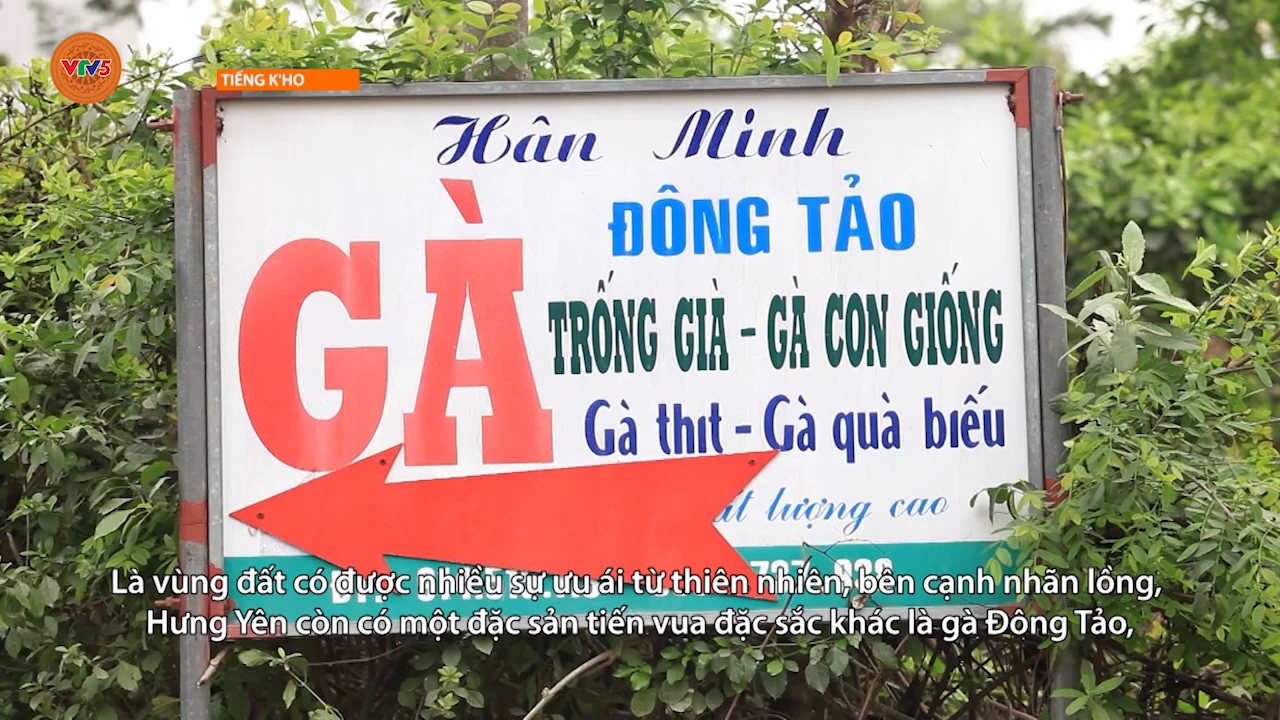 VTV5
TIẾNG K'HO
Hân Minh
GÀ
ĐÔNG TẢO
TRỐNG GIÀ - GÀ CON GIỐNG
Gà thịt - Gà quà biếu
lượng cao
Là vùng đất có được nhiều sự ưu ái từ thiên nhiên, bên cạnh nhãn lồng,
Hưng Yên còn có một đặc sản tiến vua đặc sắc khác là gà Đông Tảo,